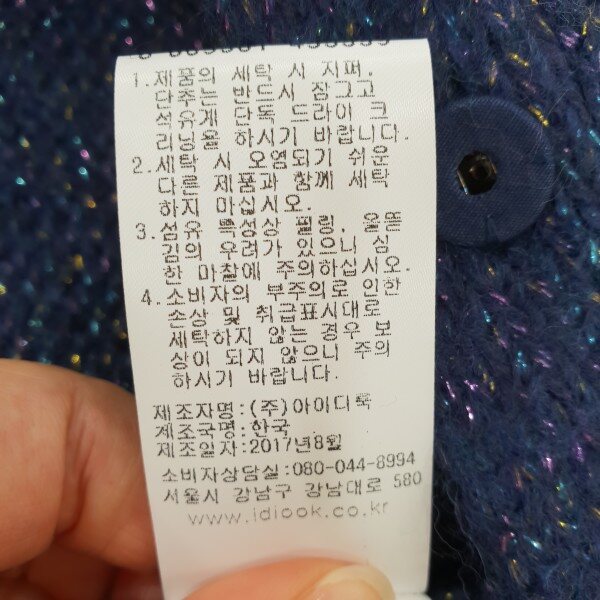 1.제품의 세탁 시 지퍼,
단추는 반드시 잠그고
석유계 단독 드라이 크
리닝을 하시기 바랍니다.
2.세탁 시 오염되기 쉬운
다른 제품과 함께 세탁
하지 마십시오.
3.섬유 특성상 필링, 올뜯
김의 우려가 있으니 심
한 마찰에 주의하십시오.
4.소비자의 부주의로 인한
손상 및 취급표시대로
세탁하지 않는 경우 보
상이 되지 않으니 주의
하시기 바랍니다.
제조자명:(주)아이디룩
제조국명:한국
제조일자:2017년8월
소비자상담실:080-044-8994
서울시 강남구 강남대로 580
www.idlook.co.kr